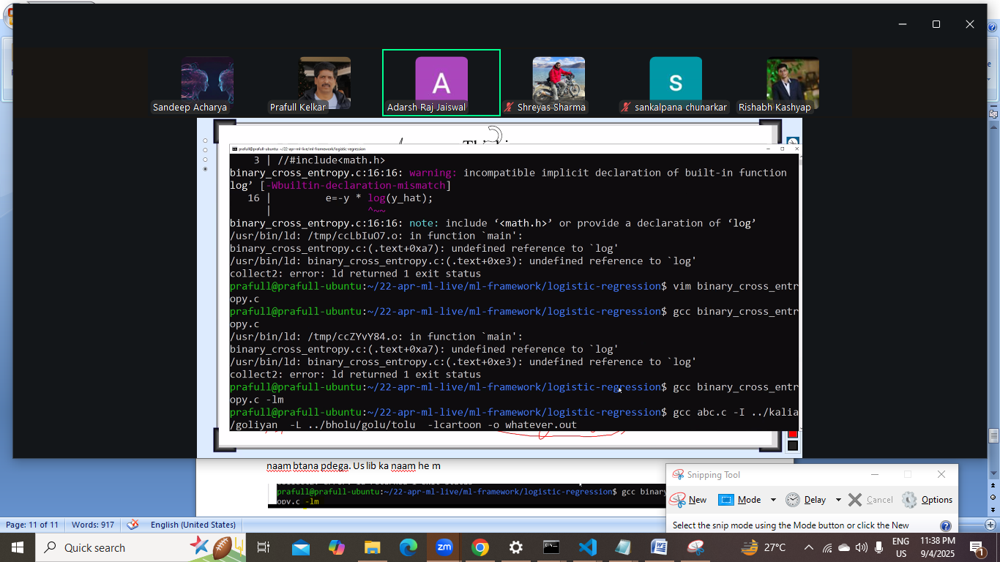 Sandeep Acharya
Prafull Kelkar
A
Adarsh Raj Jaiswal
Shreyas Sharma
s
sankalpana chunarkar
Rishabh Kashyap
prafull@prafull-ubuntu: ~/22-apr-ml-live/ml-framework/logistic-regression
3 | //#include<math.h>
binary_cross_entropy.c:16:16: warning: incompatible implicit declaration of built-in function
log’ [-Wbuiltin-declaration-mismatch]
16 | e=-y * log(y_hat);
| ^~~
binary_cross_entropy.c:16:16: note: include ‘<math.h>’ or provide a declaration of ‘log’
/usr/bin/ld: /tmp/ccLbIuO7.o: in function `main':
binary_cross_entropy.c:(.text+0xa7): undefined reference to `log'
/usr/bin/ld: binary_cross_entropy.c:(.text+0xe3): undefined reference to `log'
collect2: error: ld returned 1 exit status
prafull@prafull-ubuntu:~/22-apr-ml-live/ml-framework/logistic-regression$ vim binary_cross_entr
opy.c
prafull@prafull-ubuntu:~/22-apr-ml-live/ml-framework/logistic-regression$ gcc binary_cross_entr
opy.c
/usr/bin/ld: /tmp/ccZYvY84.o: in function `main':
binary_cross_entropy.c:(.text+0xa7): undefined reference to `log'
/usr/bin/ld: binary_cross_entropy.c:(.text+0xe3): undefined reference to `log'
collect2: error: ld returned 1 exit status
prafull@prafull-ubuntu:~/22-apr-ml-live/ml-framework/logistic-regression$ gcc binary_cross_entr
opy.c -lm
prafull@prafull-ubuntu:~/22-apr-ml-live/ml-framework/logistic-regression$ gcc abc.c -I ../kalia
/goliyan -L ../bholu/golu/tolu -lcartoon -o whatever.out
naam btana pdega. Us lib ka naam he m
prafull@prafull-ubuntu:~/22-apr-ml-live/ml-framework/logistic-regression$ gcc binary
opy.c -lm
Snipping Tool
New Mode Delay Cancel Options
Select the snip mode using the Mode button or click the New
Page: 11 of 11 Words: 917 English (United States)
Quick search
zm
27°C
ENG
US
11:38 PM
9/4/2025
1